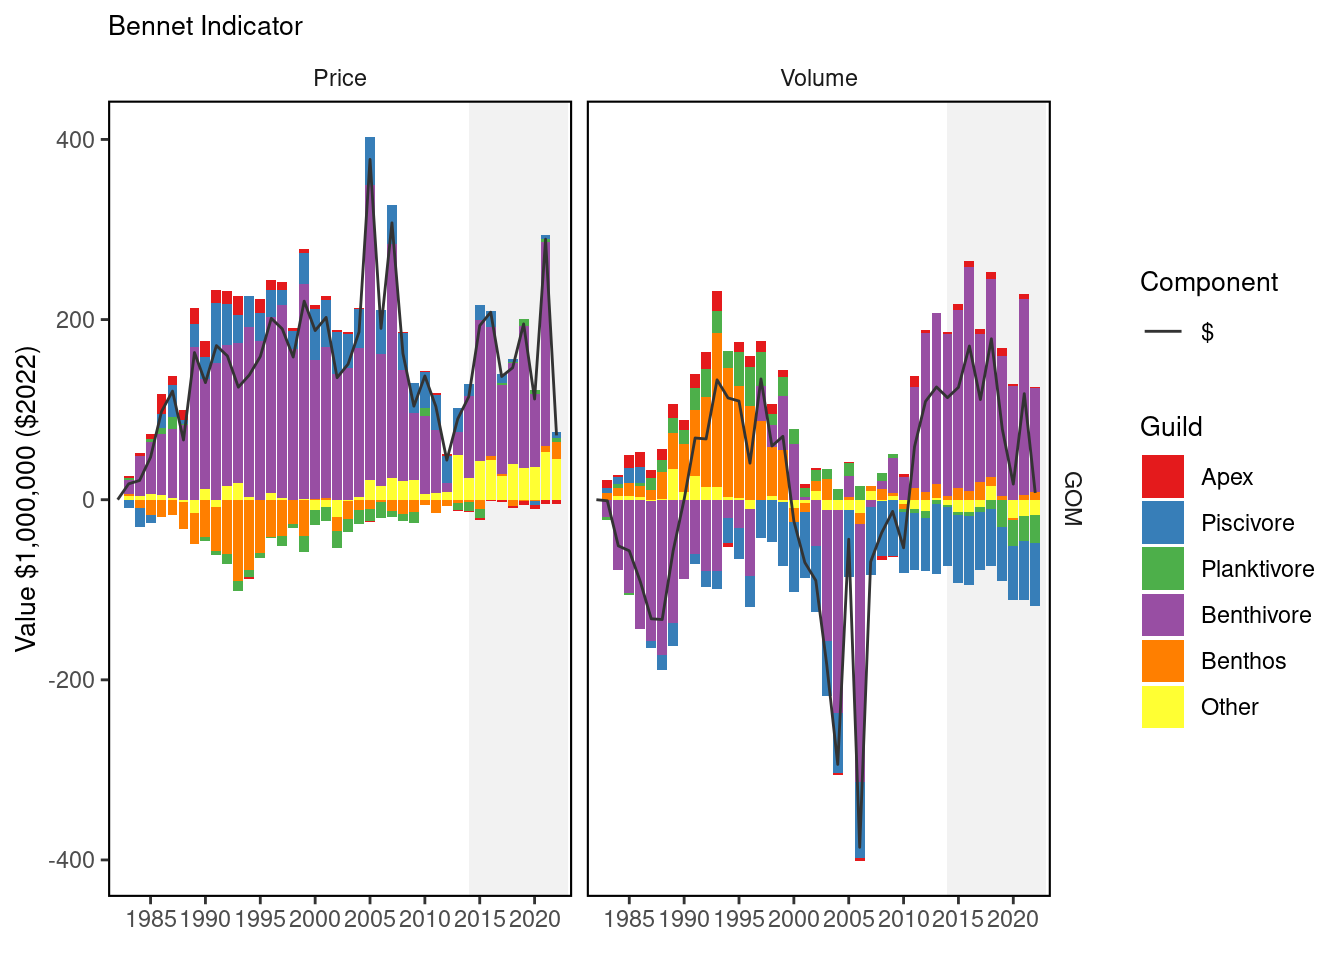 Bennet Indicator
Price
Volume
Value $1,000,000 ($2022)
400
200
0
-200
-400
1985 1990 1995 2000 2005 2010 2015 2020
1985 1990 1995 2000 2005 2010 2015 2020
GOM
Component
$
Guild
Apex
Piscivore
Planktivore
Benthivore
Benthos
Other